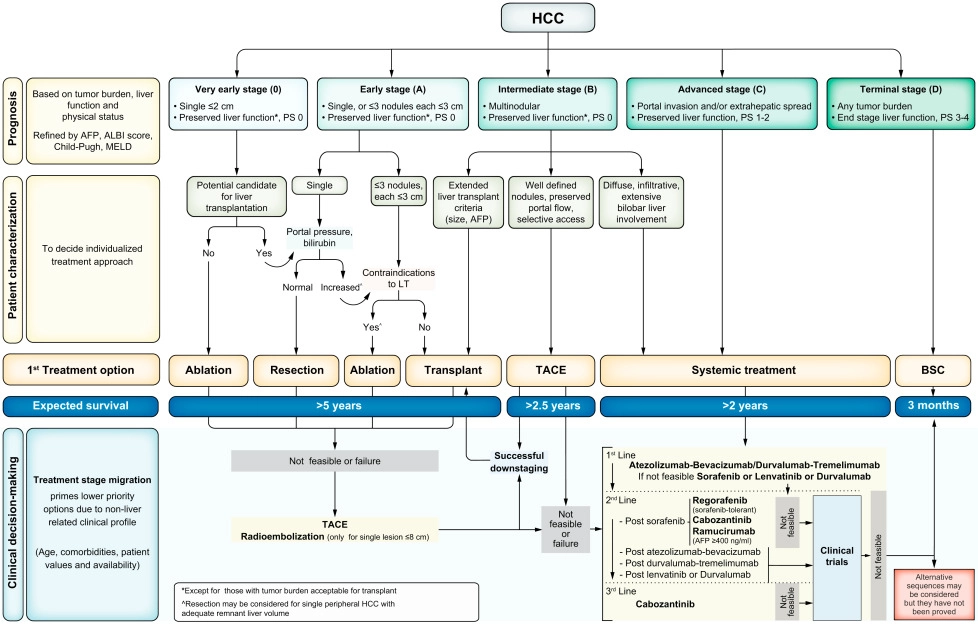 HCC
Prognosis
Based on tumor burden, liver
function and
physical status
Refined by AFP, ALBI score,
Child-Pugh, MELD
Very early stage (0)
• Single ≤2 cm
• Preserved liver function*, PS 0
Early stage (A)
• Single, or ≤3 nodules each ≤3 cm
• Preserved liver function*, PS 0
Intermediate stage (B)
• Multinodular
• Preserved liver function*, PS 0
Advanced stage (C)
• Portal invasion and/or extrahepatic spread
• Preserved liver function, PS 1-2
Terminal stage (D)
• Any tumor burden
• End stage liver function, PS 3-4
Patient characterization
To decide individualized
treatment approach
Potential candidate
for liver
transplantation
Single
≤3 nodules,
each ≤3 cm
Extended
liver transplant
criteria
(size, AFP)
Well defined
nodules, preserved
portal flow,
selective access
Diffuse, infiltrative,
extensive
bilobar liver
involvement
No
Yes
Portal pressure,
bilirubin
Normal
Increased^
Contraindications
to LT
Yes^
No
1st Treatment option
Ablation
Resection
Ablation
Transplant
TACE
Systemic treatment
BSC
Expected survival
>5 years
>2.5 years
>2 years
3 months
Clinical decision-making
Treatment stage migration
primes lower priority
options due to non-liver
related clinical profile
(Age, comorbidities, patient
values and availability)
Not feasible or failure
Successful
downstaging
TACE
Radioembolization (only for single lesion ≤8 cm)
Not
feasible
or failure
1st Line
Atezolizumab-Bevacizumab/Durvalumab-Tremelimumab
If not feasible Sorafenib or Lenvatinib or Durvalumab
2nd Line
- Post sorafenib
Regorafenib
(sorafenib-tolerant)
Cabozantinib
Ramucirumab
(AFP ≥400 ng/ml)
Not
feasible
- Post atezolizumab-bevacizumab
- Post durvalumab-tremelimumab
- Post lenvatinib or Durvalumab
Clinical
trials
Not feasible
3rd Line
Cabozantinib
Not
feasible
Alternative
sequences may
be considered
but they have not
been proved
*Except for those with tumor burden acceptable for transplant
^Resection may be considered for single peripheral HCC with
adequate remnant liver volume